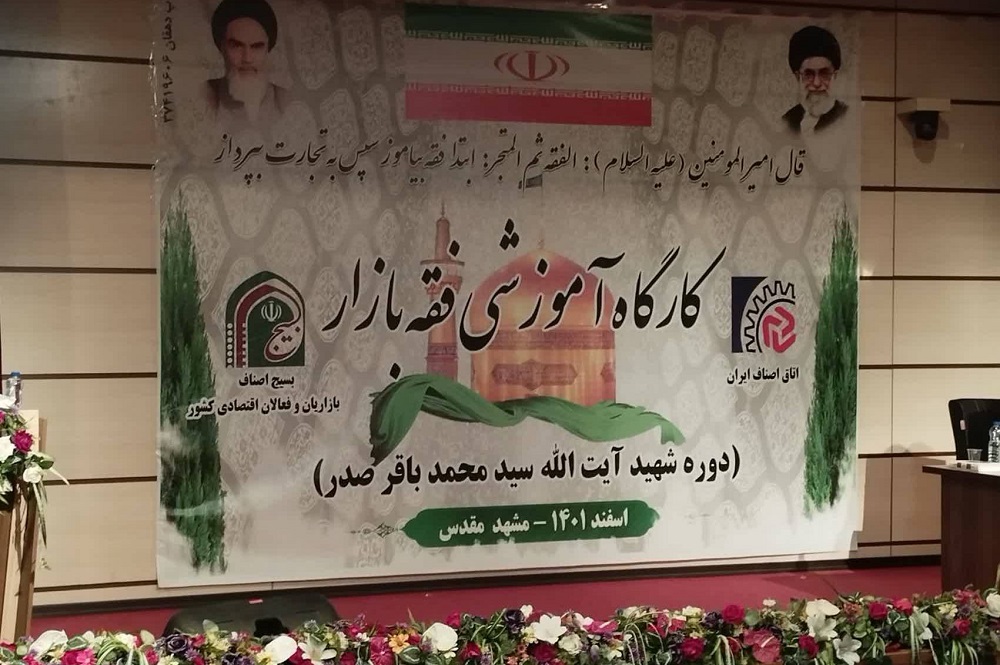 قال امیرالمومنین (علیه السلام): الفقه ثم المتجر: ابتدا فقه بیاموز سپس به تجارت بپرداز
کارگاه آموزشی فقه بازار
بسیج
بسیج اصناف
بازاریان و فعالان اقتصادی کشور
اتاق اصناف ایران
(دوره شهید آیت الله سید محمد باقر صدر)
اسفند ۱۴۰۱ - مشهد مقدس